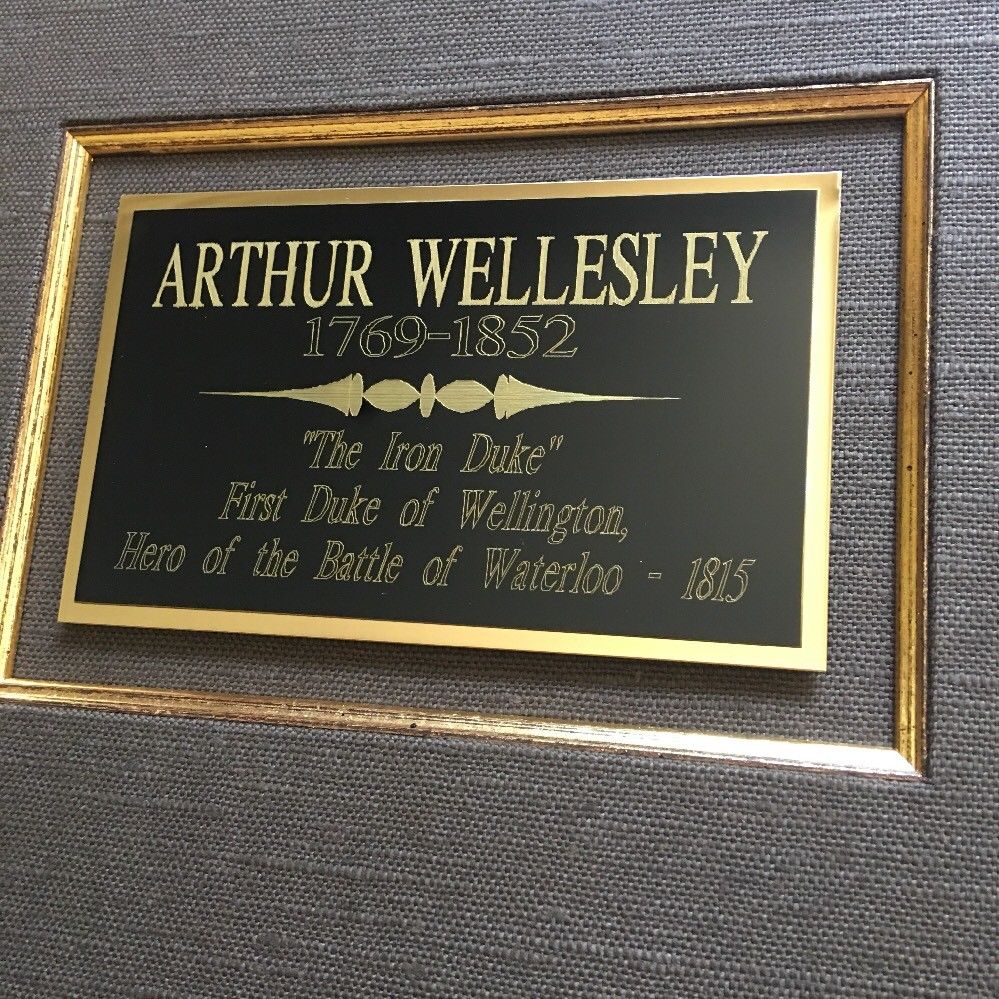 ARTHUR WELLESLEY
1769-1852
"The Iron Duke"
First Duke of Wellington,
Hero of the Battle of Waterloo - 1815